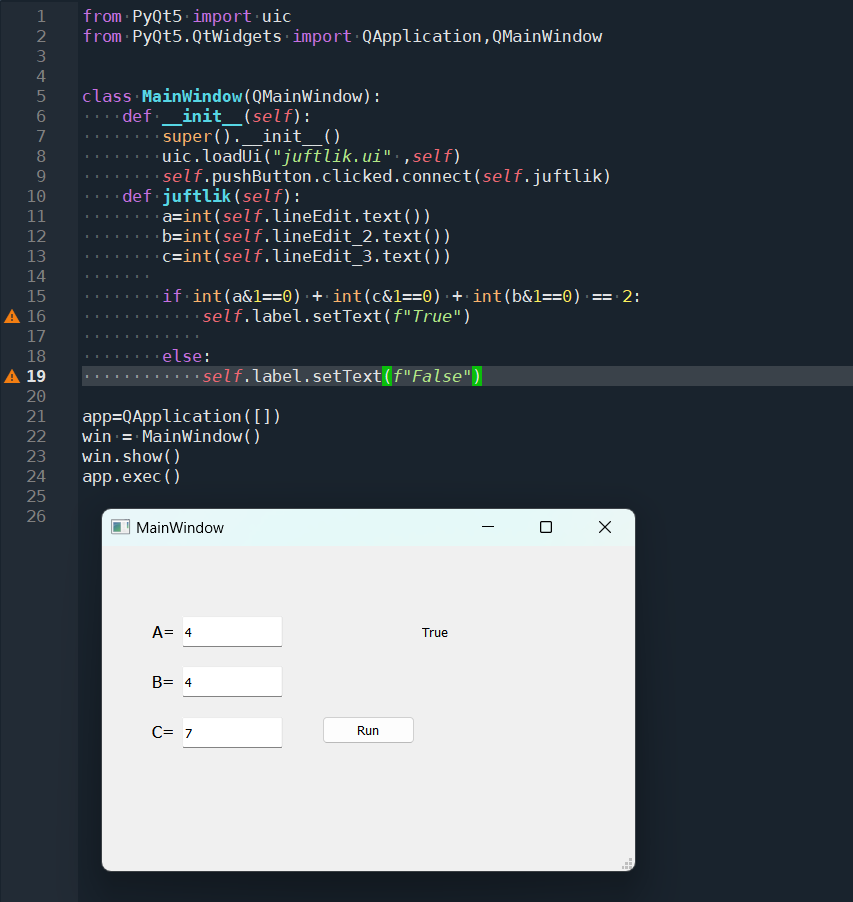 1 from PyQt5 import uic
2 from PyQt5.QtWidgets import QApplication,QMainWindow
3
4
5 class MainWindow(QMainWindow):
6     def __init__(self):
7         super().__init__()
8         uic.loadUi("juftlik.ui" ,self)
9         self.pushButton.clicked.connect(self.juftlik)
10     def juftlik(self):
11         a=int(self.lineEdit.text())
12         b=int(self.lineEdit_2.text())
13         c=int(self.lineEdit_3.text())
14
15         if int(a&1==0) + int(c&1==0) + int(b&1==0) == 2:
16             self.label.setText(f"True")
17
18         else:
19             self.label.setText(f"False")
20
21 app=QApplication([])
22 win = MainWindow()
23 win.show()
24 app.exec()
25
26
MainWindow
A= 4 True
B= 4
C= 7 Run